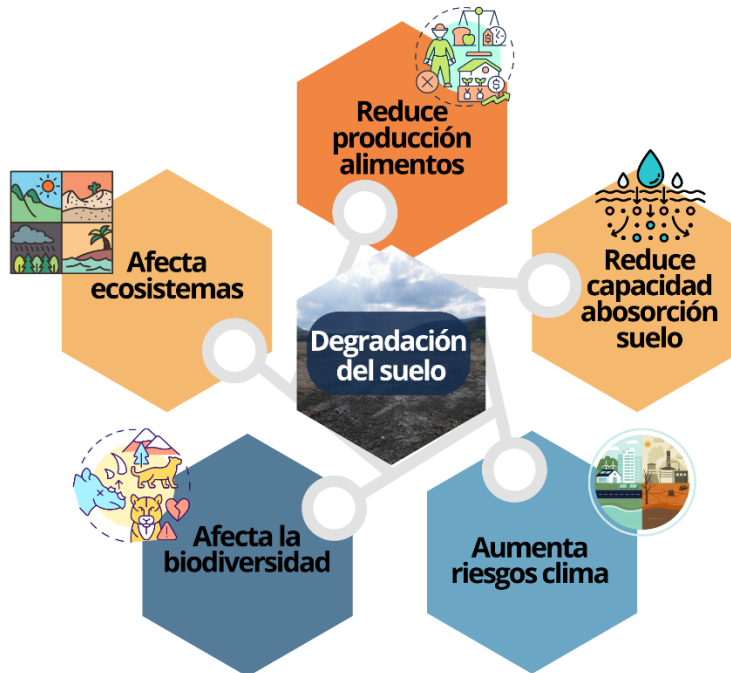 Reduce
producción
alimentos
Afecta
ecosistemas
Reduce
capacidad
abosorción
suelo
Degradación
del suelo
Afecta la
biodiversidad
Aumenta
riesgos clima